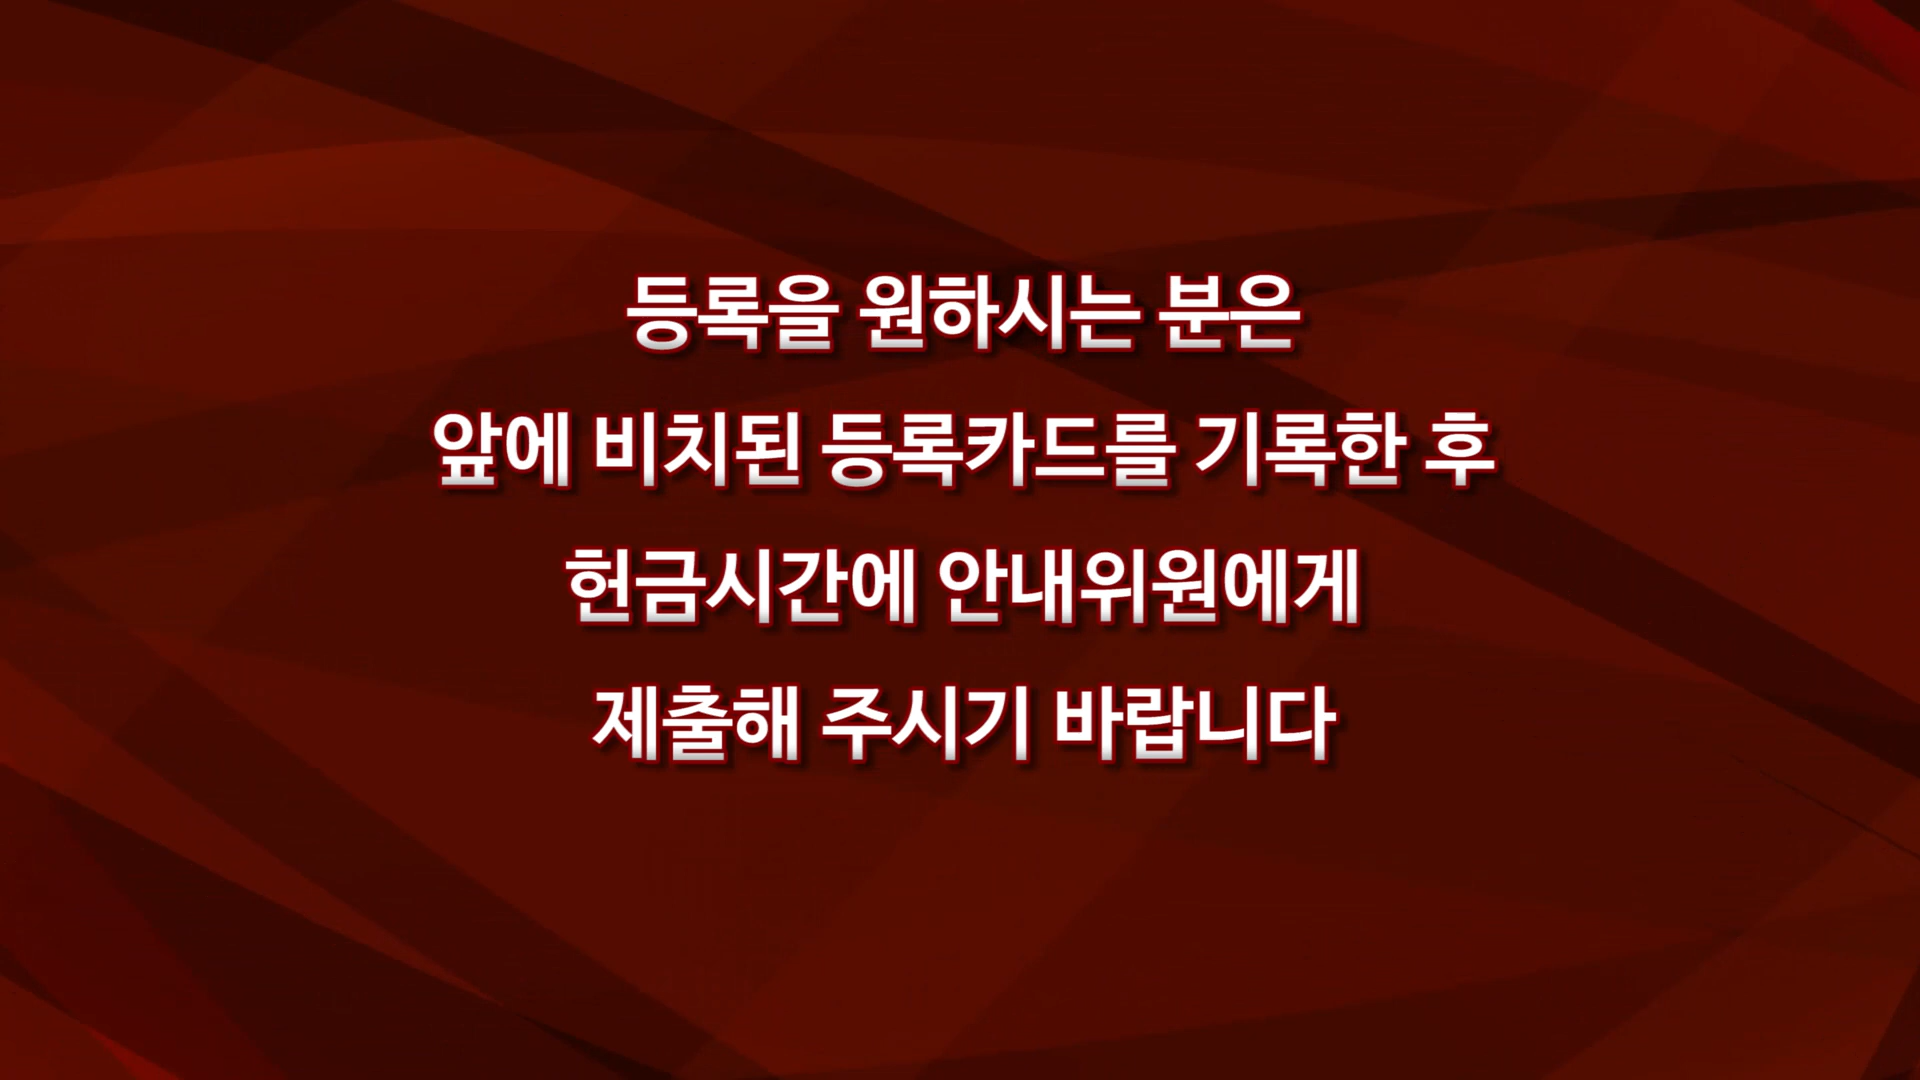 등록을 원하시는 분은
앞에 비치된 등록카드를 기록한 후
헌금시간에 안내위원에게
제출해 주시기 바랍니다